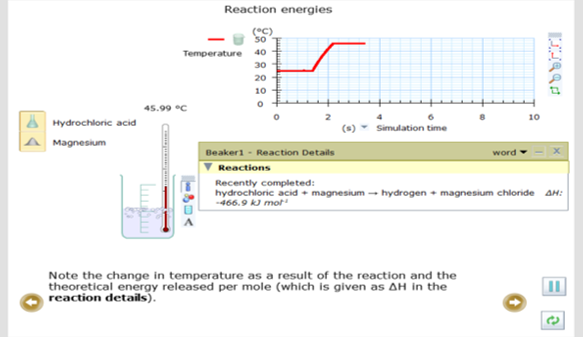 Reaction energies
(°C)
Temperature
50
40
30
20
10
0
0 2 4 6 8 10
(s) Simulation time
45.99 °C
Hydrochloric acid
Magnesium
Beaker1 - Reaction Details word
Reactions
Recently completed:
hydrochloric acid + magnesium → hydrogen + magnesium chloride ΔH:
-466.9 kJ mol⁻¹
A
Note the change in temperature as a result of the reaction and the
theoretical energy released per mole (which is given as ΔH in the
reaction details).